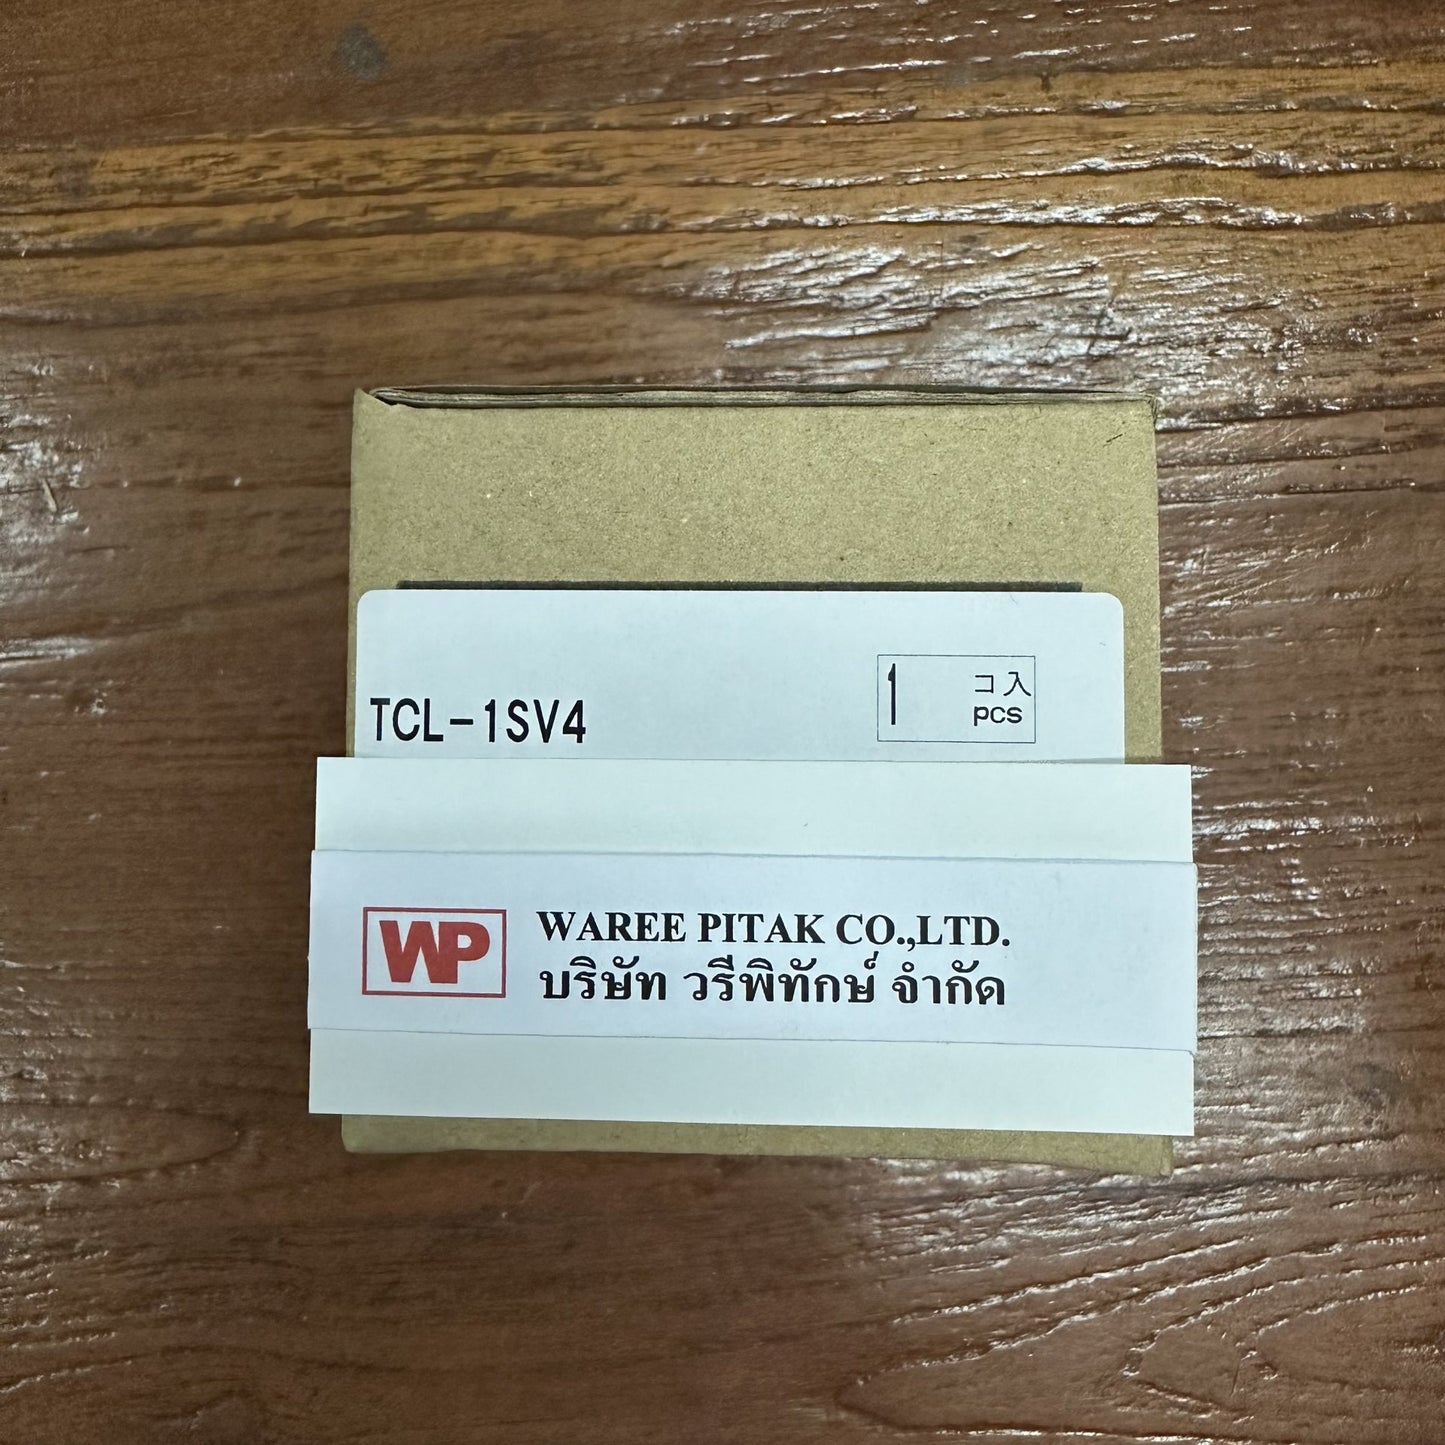 TCL-1SV4
1 コ入
pcs
WP
WAREE PITAK CO.,LTD.
บริษัท วรีพิทักษ์ จำกัด